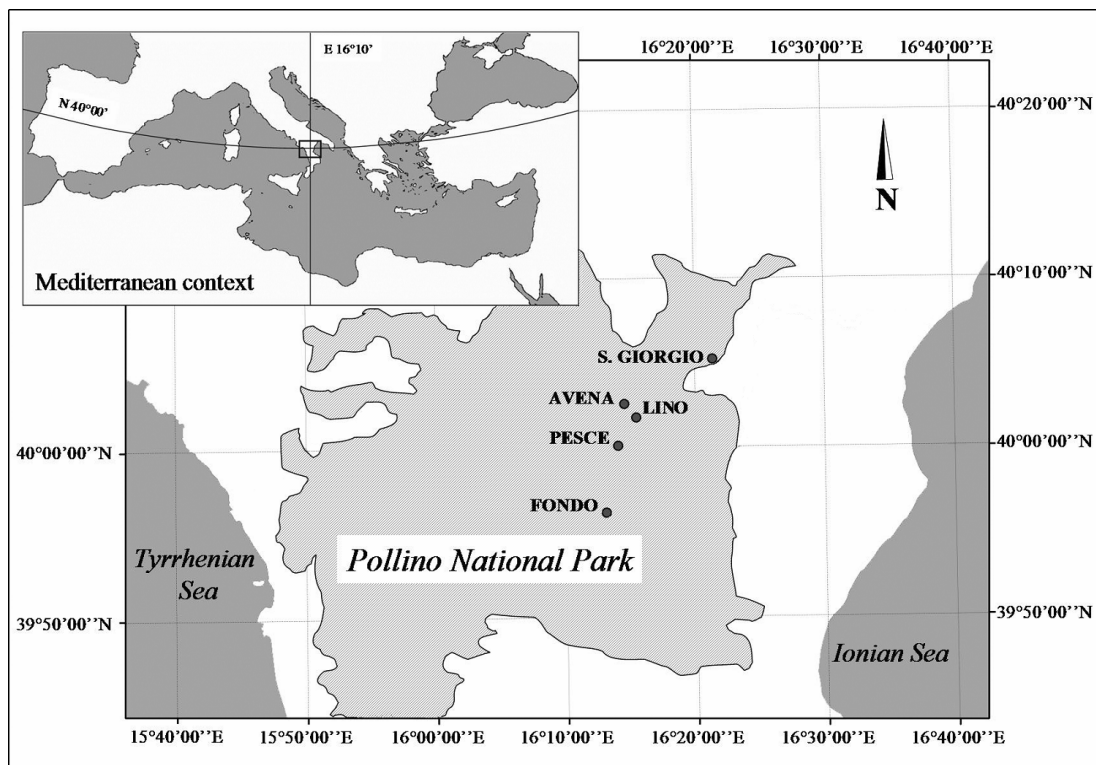 E 16°10’
N 40°00’
Mediterranean context
16°20’00’’E 16°30’00’’E 16°40’00’’E
40°20’00’’N
N
40°10’00’’N
S. GIORGIO
AVENA
LINO
PESCE
40°00’00’’N 40°00’00’’N
FONDO
Tyrrhenian
Sea
Pollino National Park
39°50’00’’N 39°50’00’’N
Ionian Sea
15°40’00’’E 15°50’00’’E 16°00’00’’E 16°10’00’’E 16°20’00’’E 16°30’00’’E 16°40’00’’E